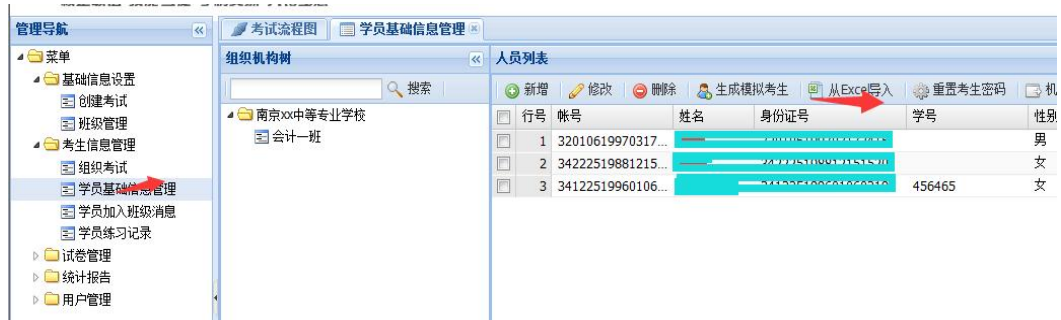 管理导航
考试流程图
学员基础信息管理
菜单
基础信息设置
创建考试
班级管理
考生信息管理
组织考试
学员基础信息管理
学员加入班级消息
学员练习记录
试卷管理
统计报告
用户管理
组织机构树
搜索
南京xx中等专业学校
会计一班
人员列表
新增 修改 删除 生成模拟考生 从Excel导入 重置考生密码 机
行号 帐号 姓名 身份证号 学号 性别
1 32010619970317... 男
2 34222519881215... 女
3 34122519960106... 456465 女